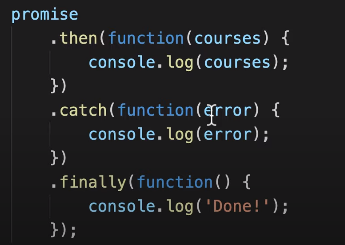 promise
    .then(function(courses) {
        console.log(courses);
    })
    .catch(function(error) {
        console.log(error);
    })
    .finally(function() {
        console.log('Done!');
    });